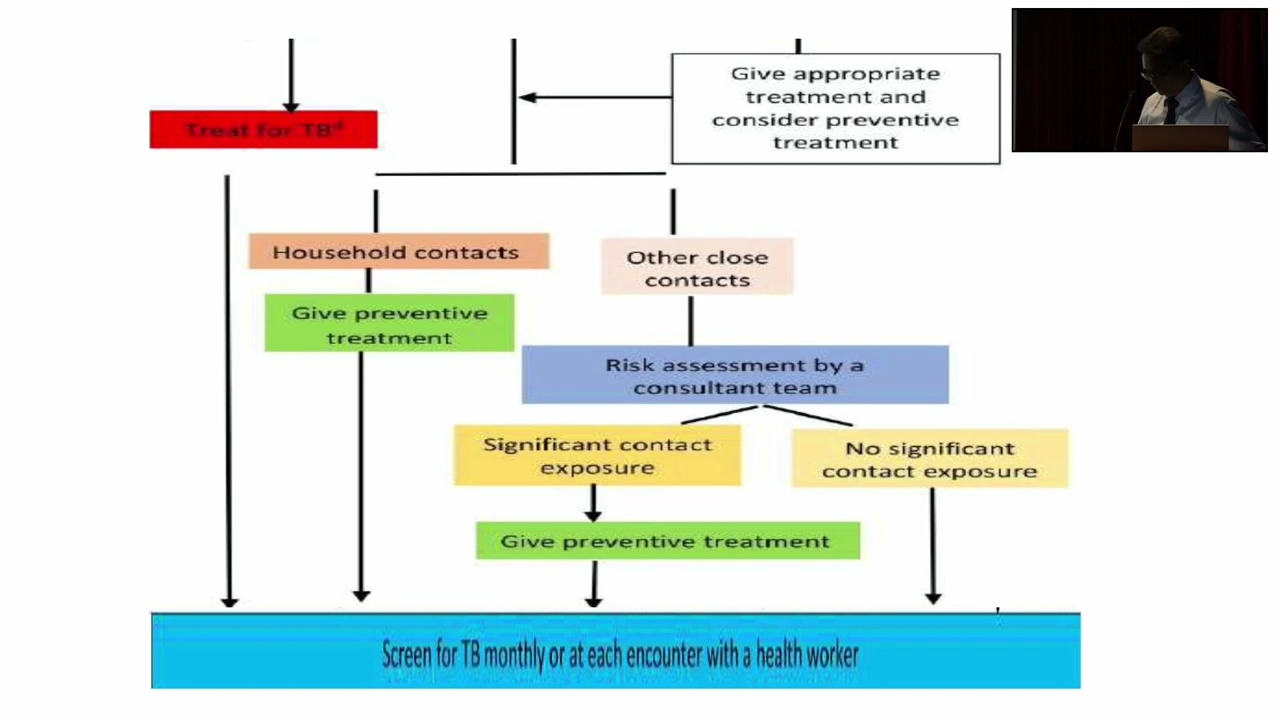 Give appropriate
treatment and
consider preventive
treatment
Treat for TB
Household contacts
Other close
contacts
Give preventive
treatment
Risk assessment by a
consultant team
Significant contact
exposure
No significant
contact exposure
Give preventive treatment
Screen for TB monthly or at each encounter with a health worker